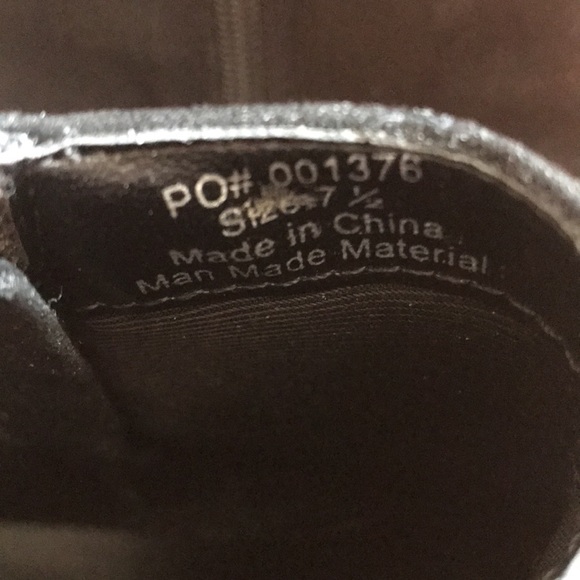 PO# 001376
Size: 7 ½
Made in China
Man Made Material